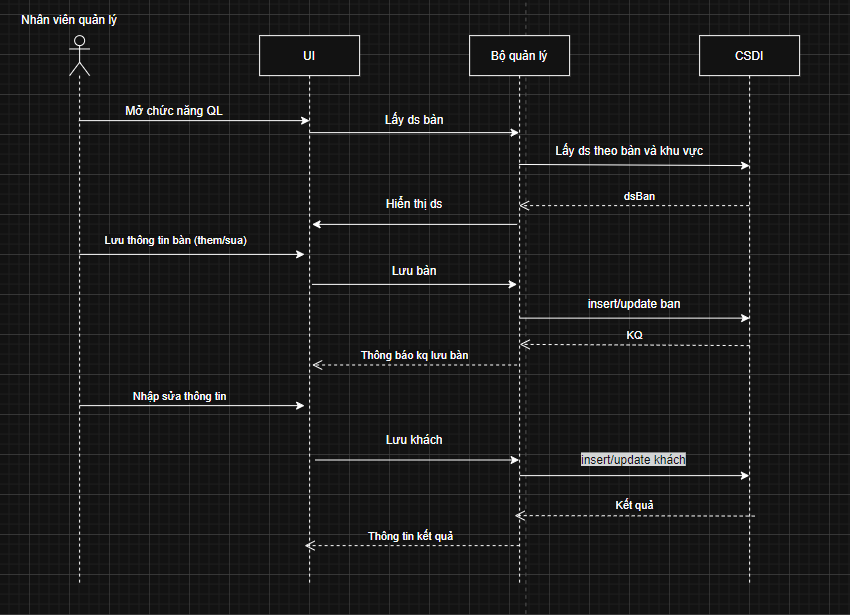 Nhân viên quản lý
UI
Bộ quản lý
CSDl
Mở chức năng QL
Lấy ds bản
Lấy ds theo bản và khu vực
dsBan
Hiển thị ds
Lưu thông tin bàn (them/sua)
Lưu bàn
insert/update ban
KQ
Thông báo kq lưu bàn
Nhập sửa thông tin
Lưu khách
insert/update khách
Kết quả
Thông tin kết quả